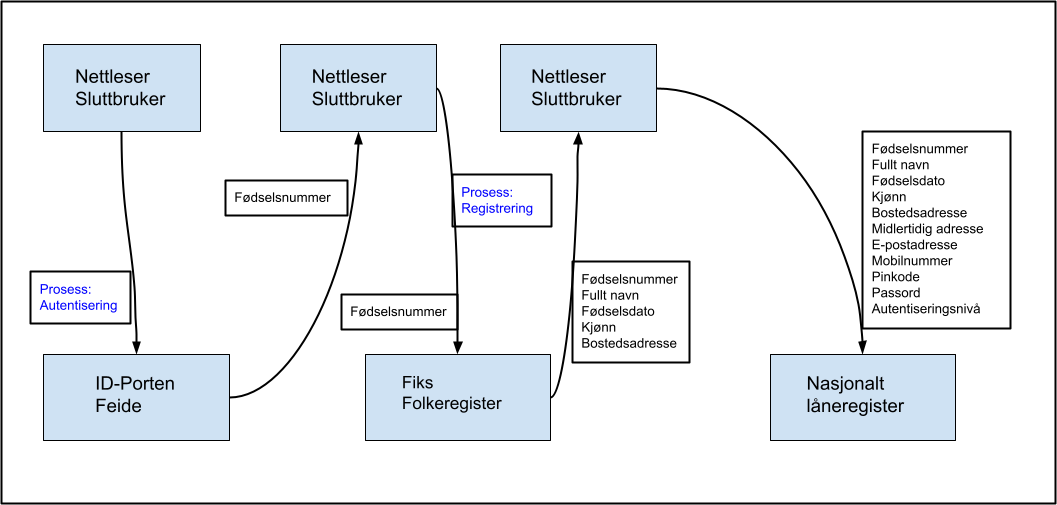 Nettleser
Sluttbruker
Nettleser
Sluttbruker
Nettleser
Sluttbruker
Fødselsnummer
Prosess:
Registrering
Fødselsnummer
Fullt navn
Fødselsdato
Kjønn
Bostedsadresse
Midlertidig adresse
E-postadresse
Mobilnummer
Pinkode
Passord
Autentiseringsnivå
Prosess:
Autentisering
Fødselsnummer
Fødselsnummer
Fullt navn
Fødselsdato
Kjønn
Bostedsadresse
ID-Porten
Feide
Fiks
Folkeregister
Nasjonalt
låneregister